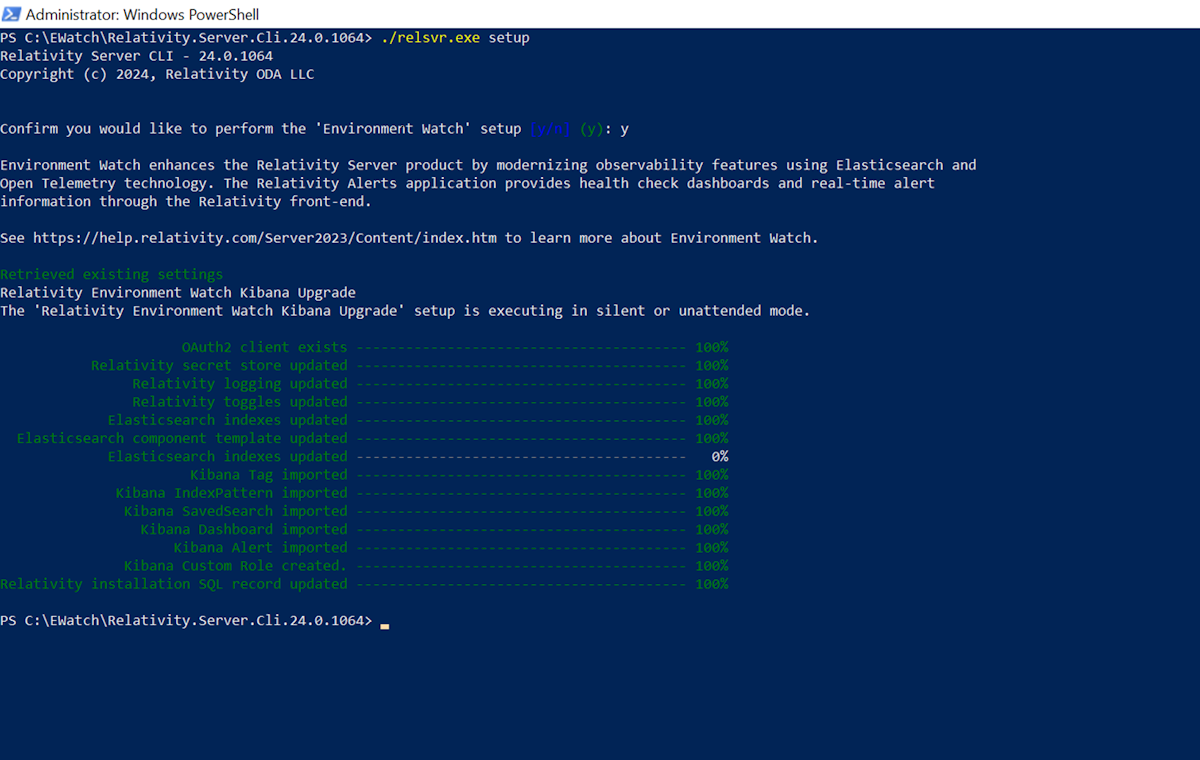 Administrator: Windows PowerShell
PS C:\EWatch\Relativity.Server.Cli.24.0.1064> ./relsvr.exe setup
Relativity Server CLI - 24.0.1064
Copyright (c) 2024, Relativity ODA LLC
Confirm you would like to perform the 'Environment Watch' setup [y/n] (y): y
Environment Watch enhances the Relativity Server product by modernizing observability features using Elasticsearch and
Open Telemetry technology. The Relativity Alerts application provides health check dashboards and real-time alert
information through the Relativity front-end.
See https://help.relativity.com/Server2023/Content/index.htm to learn more about Environment Watch.
Retrieved existing settings
Relativity Environment Watch Kibana Upgrade
The 'Relativity Environment Watch Kibana Upgrade' setup is executing in silent or unattended mode.
OAuth2 client exists ---------------------------------------- 100%
Relativity secret store updated ---------------------------------------- 100%
Relativity logging updated ---------------------------------------- 100%
Relativity toggles updated ---------------------------------------- 100%
Elasticsearch indexes updated ---------------------------------------- 100%
Elasticsearch component template updated ---------------------------------------- 100%
Elasticsearch indexes updated ---------------------------------------- 0%
Kibana Tag imported ---------------------------------------- 100%
Kibana IndexPattern imported ---------------------------------------- 100%
Kibana SavedSearch imported ---------------------------------------- 100%
Kibana Dashboard imported ---------------------------------------- 100%
Kibana Alert imported ---------------------------------------- 100%
Kibana Custom Role created. ---------------------------------------- 100%
Relativity installation SQL record updated ---------------------------------------- 100%
PS C:\EWatch\Relativity.Server.Cli.24.0.1064>